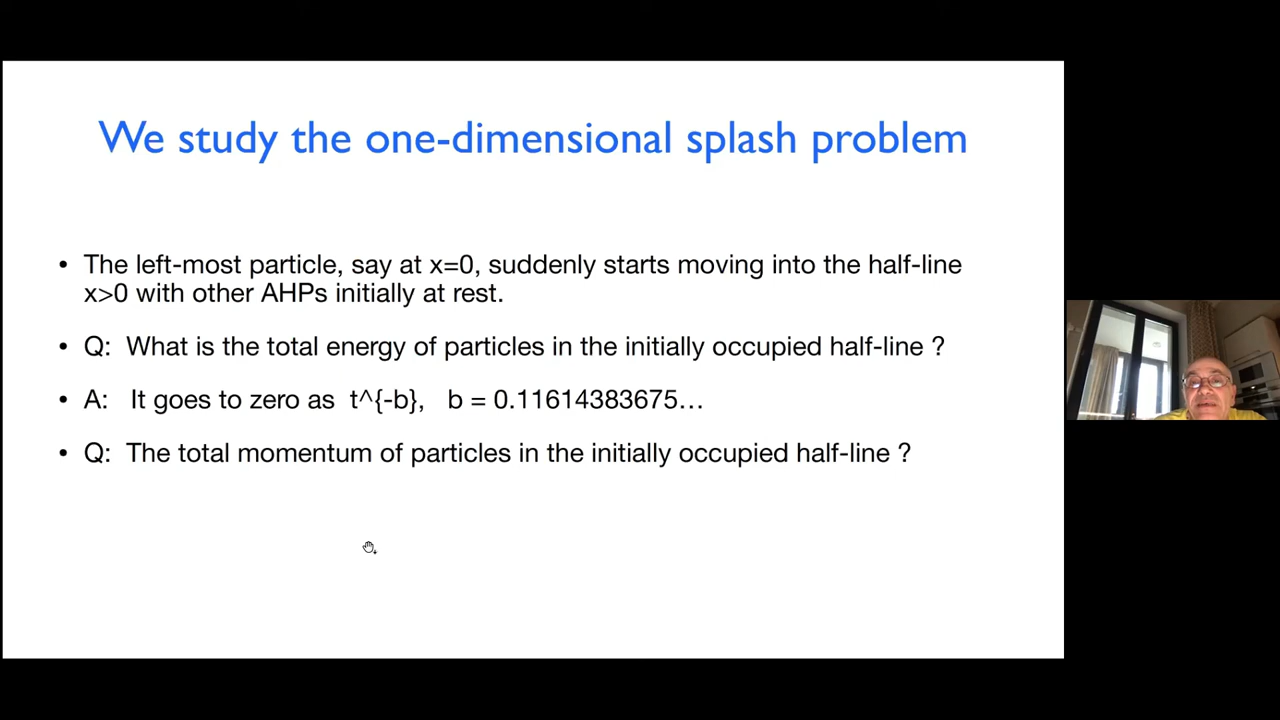 We study the one-dimensional splash problem
• The left-most particle, say at x=0, suddenly starts moving into the half-line
x>0 with other AHPs initially at rest.
• Q: What is the total energy of particles in the initially occupied half-line ?
• A: It goes to zero as t^{-b}, b = 0.11614383675…
• Q: The total momentum of particles in the initially occupied half-line ?